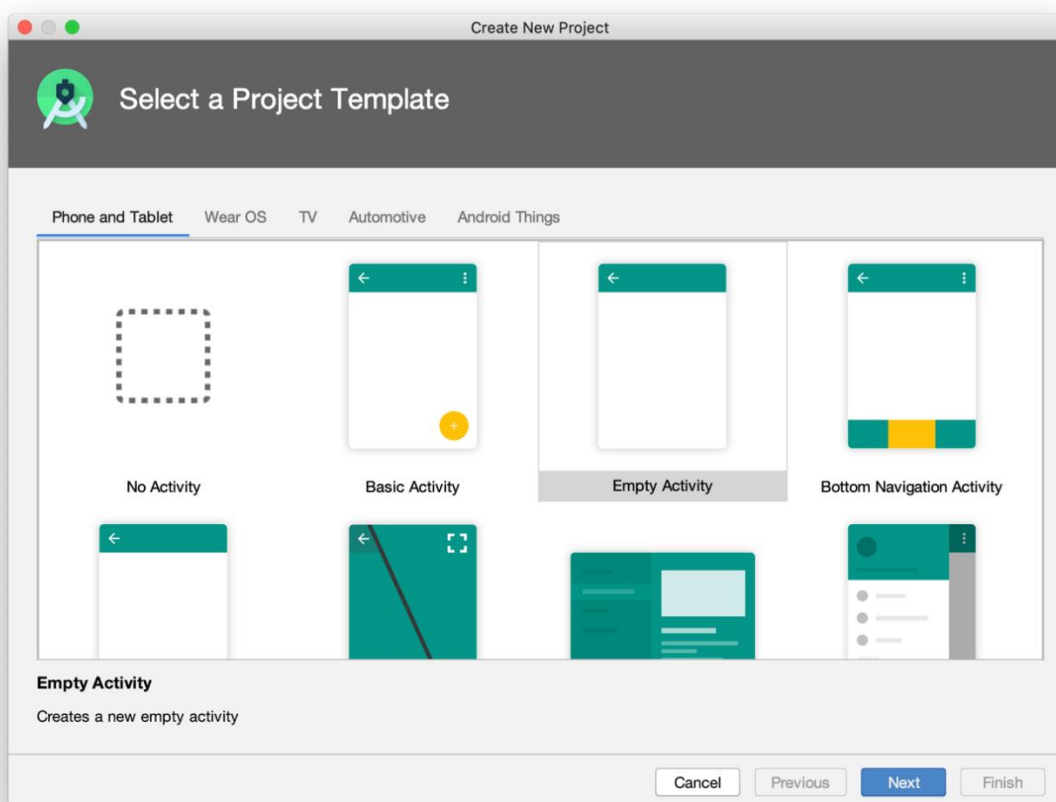 Create New Project
Select a Project Template
Phone and Tablet Wear OS TV Automotive Android Things
No Activity Basic Activity Empty Activity Bottom Navigation Activity
Empty Activity
Creates a new empty activity
Cancel Previous Next Finish